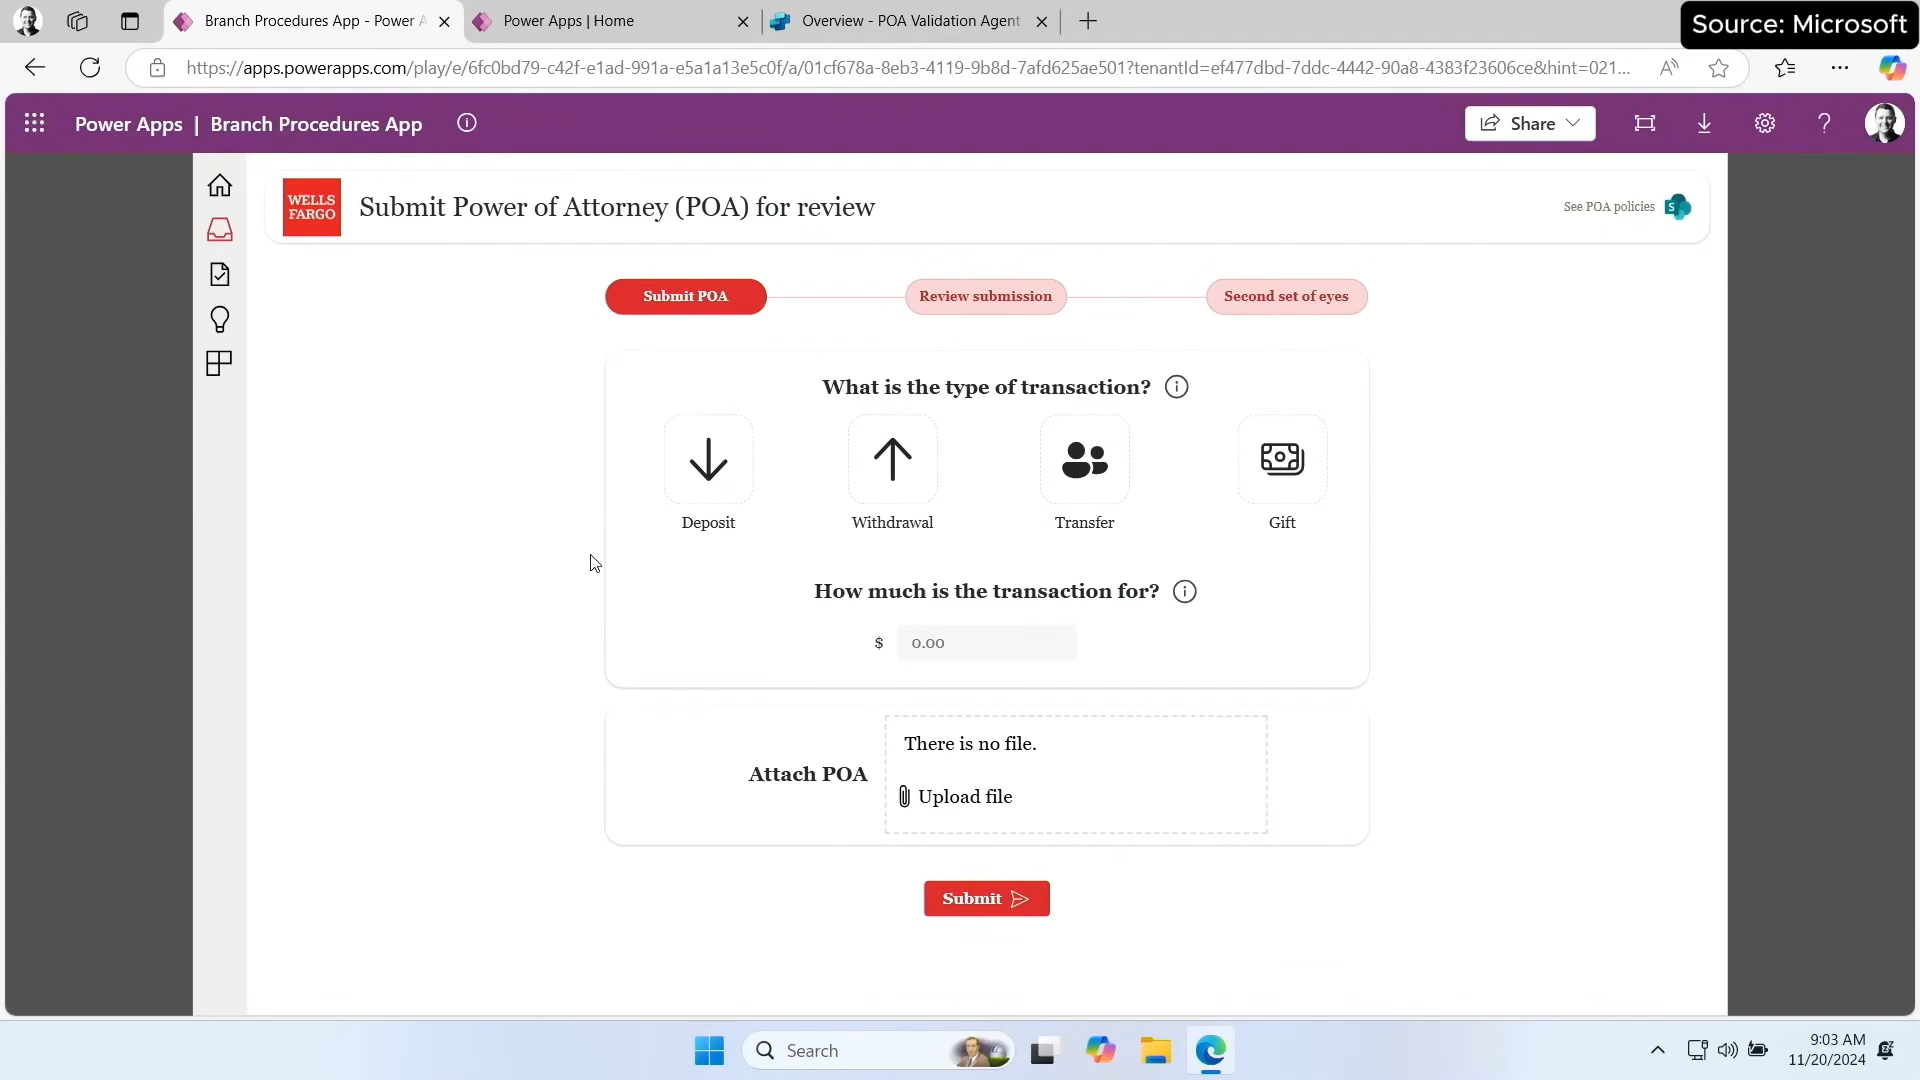 Branch Procedures App - Power A
Power Apps | Home
Overview - POA Validation Agent
Source: Microsoft
https://apps.powerapps.com/play/e/6fc0bd79-c42f-e1ad-991a-e5a1a13e5c0f/a/01cf678a-8eb3-4119-9b8d-7afd625ae501?tenantId=ef477dbd-7ddc-4442-90a8-4383f23606ce&hint=021...
Power Apps | Branch Procedures App
Share
WELLS
FARGO
Submit Power of Attorney (POA) for review
See POA policies
Submit POA
Review submission
Second set of eyes
What is the type of transaction?
Deposit
Withdrawal
Transfer
Gift
How much is the transaction for?
$ 0.00
There is no file.
Attach POA
Upload file
Submit
Search
9:03 AM
11/20/2024